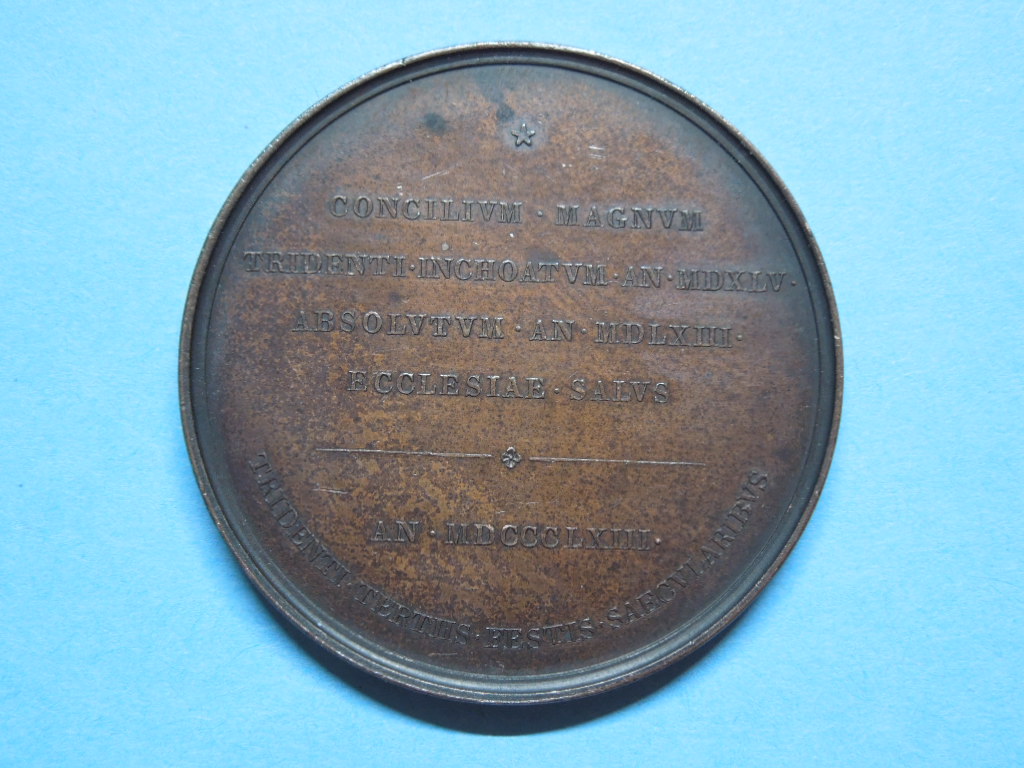 CONCILIVM · MAGNVM
TRIDENTI · INCHOATVM · AN · MDXLV ·
ABSOLVTVM · AN · MDLXIII ·
ECCLESIAE · SALVS
AN · MDCCCLXIII ·
TRIDENTI · TERTIIS · FESTIS · SAECVLARIBVS